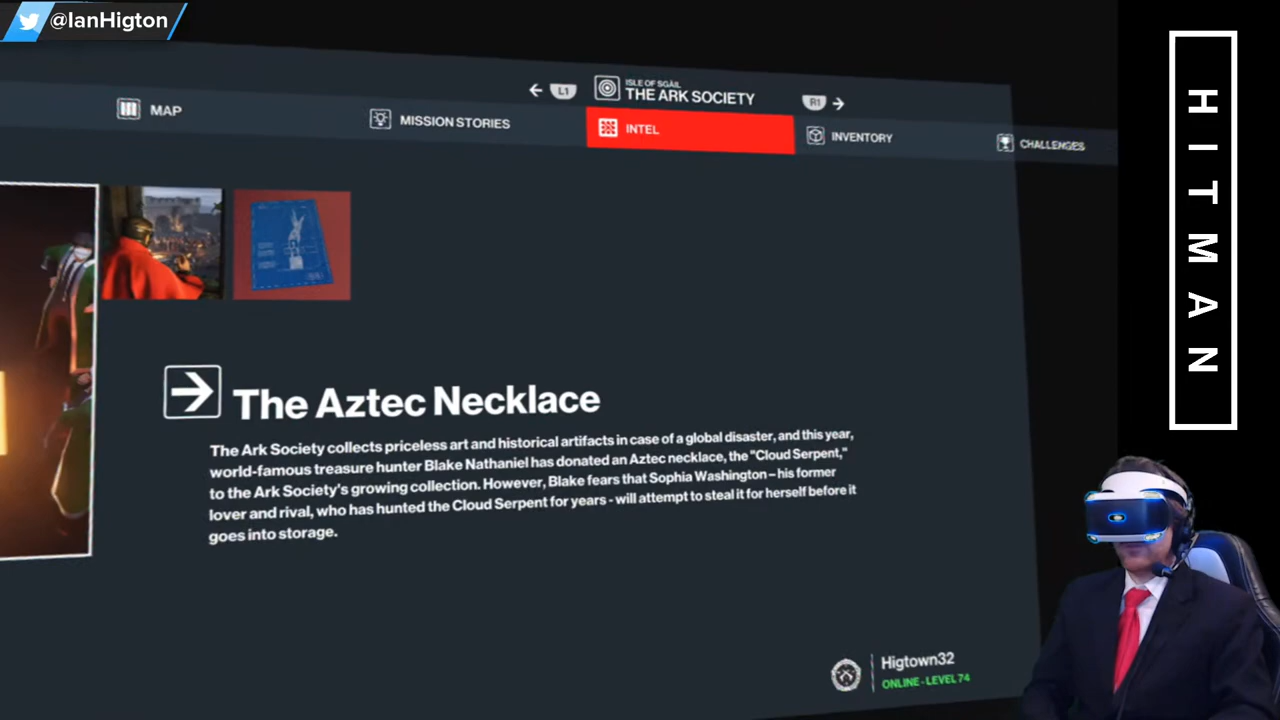 @IanHigton
ISLE OF SGÀIL
L1 THE ARK SOCIETY R1
MAP MISSION STORIES INTEL INVENTORY CHALLENGES
The Aztec Necklace
The Ark Society collects priceless art and historical artifacts in case of a global disaster, and this year,
world-famous treasure hunter Blake Nathaniel has donated an Aztec necklace, the "Cloud Serpent,"
to the Ark Society's growing collection. However, Blake fears that Sophia Washington – his former
lover and rival, who has hunted the Cloud Serpent for years - will attempt to steal it for herself before it
goes into storage.
Higtown32
ONLINE - LEVEL 74
HITMAN